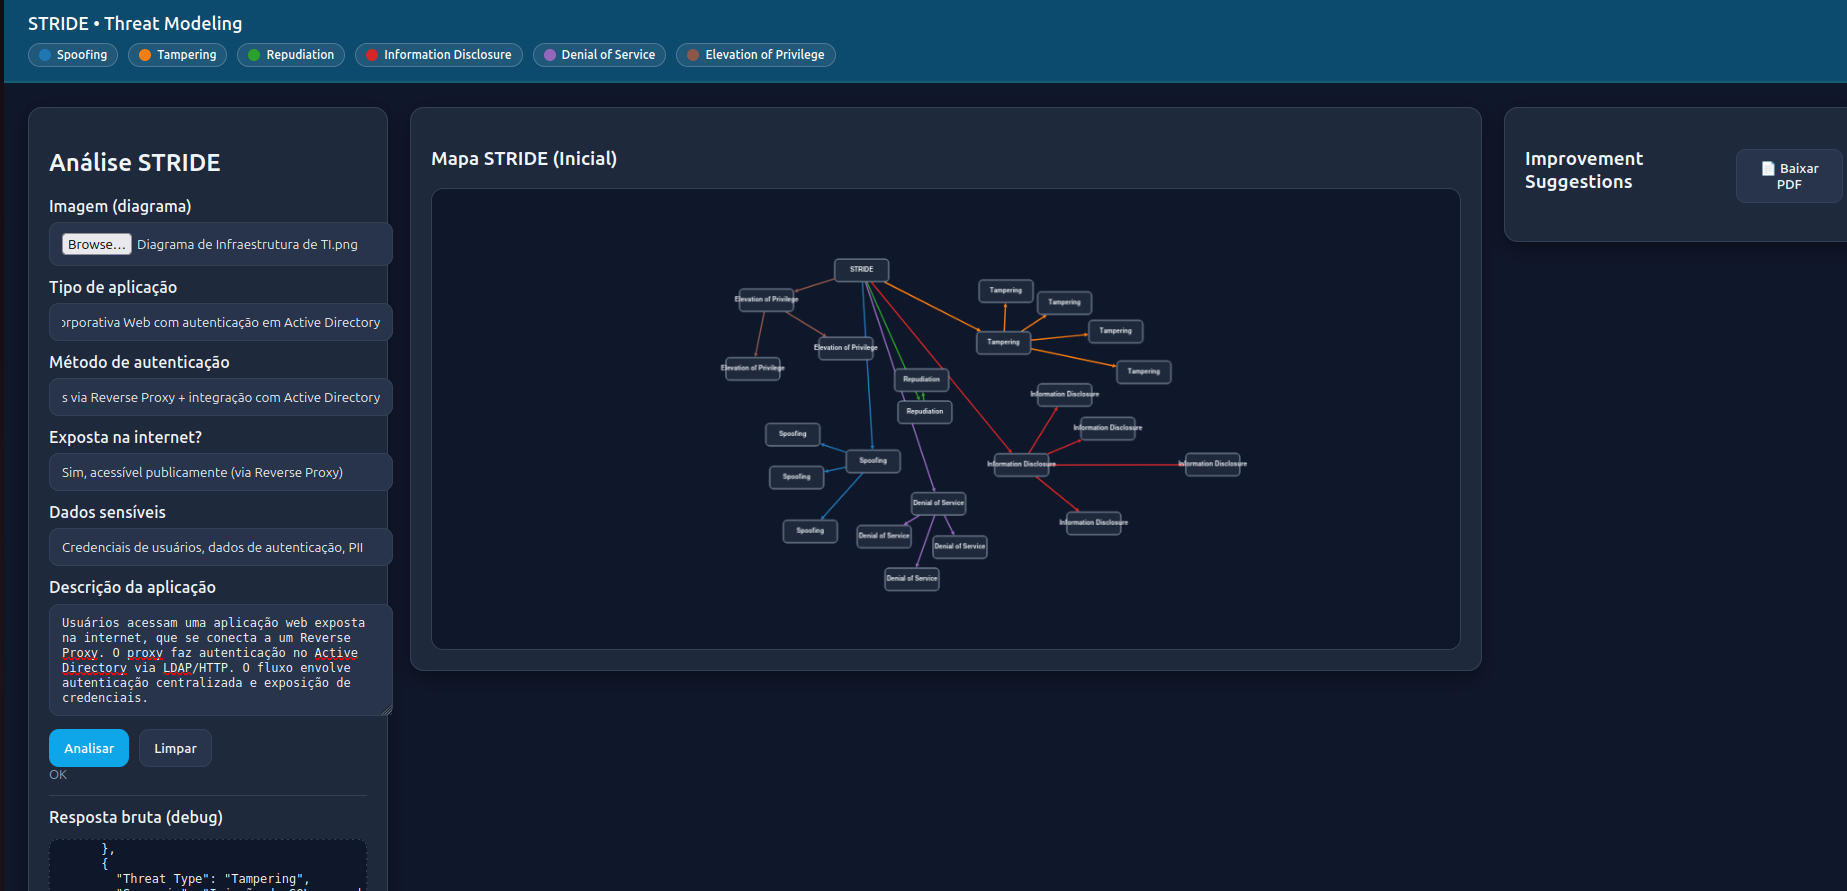 STRIDE • Threat Modeling
Spoofing
Tampering
Repudiation
Information Disclosure
Denial of Service
Elevation of Privilege
Análise STRIDE
Imagem (diagrama)
Browse... Diagrama de Infraestrutura de TI.png
Tipo de aplicação
orporativa Web com autenticação em Active Directory
Método de autenticação
s via Reverse Proxy + integração com Active Directory
Exposta na internet?
Sim, acessível publicamente (via Reverse Proxy)
Dados sensíveis
Credenciais de usuários, dados de autenticação, PII
Descrição da aplicação
Usuários acessam uma aplicação web exposta
na internet, que se conecta a um Reverse
Proxy. O proxy faz autenticação no Active
Directory via LDAP/HTTP. O fluxo envolve
autenticação centralizada e exposição de
credenciais.
Analisar
Limpar
OK
Resposta bruta (debug)
},
{
"Threat Type": "Tampering",
Mapa STRIDE (Inicial)
STRIDE
Elevation of Privilege
Elevation of Privilege
Elevation of Privilege
Tampering
Tampering
Tampering
Tampering
Tampering
Repudiation
Repudiation
Information Disclosure
Information Disclosure
Information Disclosure
Information Disclosure
Information Disclosure
Spoofing
Spoofing
Spoofing
Spoofing
Denial of Service
Denial of Service
Denial of Service
Denial of Service
Improvement
Suggestions
Baixar
PDF